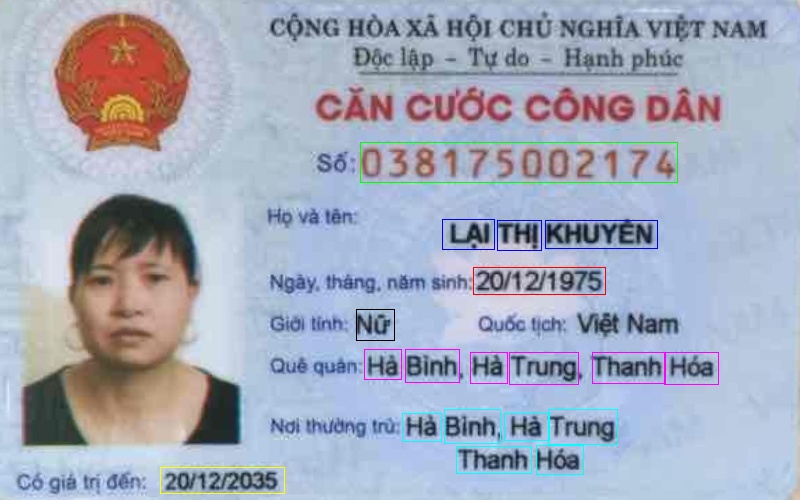 CỘNG HÒA XÃ HỘI CHỦ NGHĨA VIỆT NAM
Độc lập – Tự do – Hạnh phúc
CĂN CƯỚC CÔNG DÂN
Số: 038175002174
Họ và tên:
LẠI THỊ KHUYÊN
Ngày, tháng, năm sinh: 20/12/1975
Giới tính: Nữ Quốc tịch: Việt Nam
Quê quán: Hà Bình, Hà Trung, Thanh Hóa
Nơi thường trú: Hà Bình, Hà Trung
Thanh Hóa
Có giá trị đến: 20/12/2035